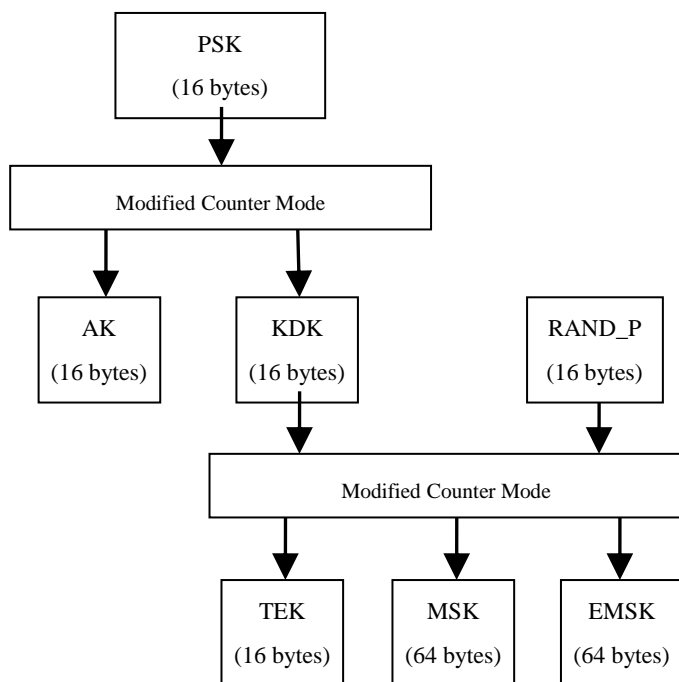 PSK
(16 bytes)
Modified Counter Mode
AK
(16 bytes)
KDK
(16 bytes)
RAND_P
(16 bytes)
Modified Counter Mode
TEK
(16 bytes)
MSK
(64 bytes)
EMSK
(64 bytes)